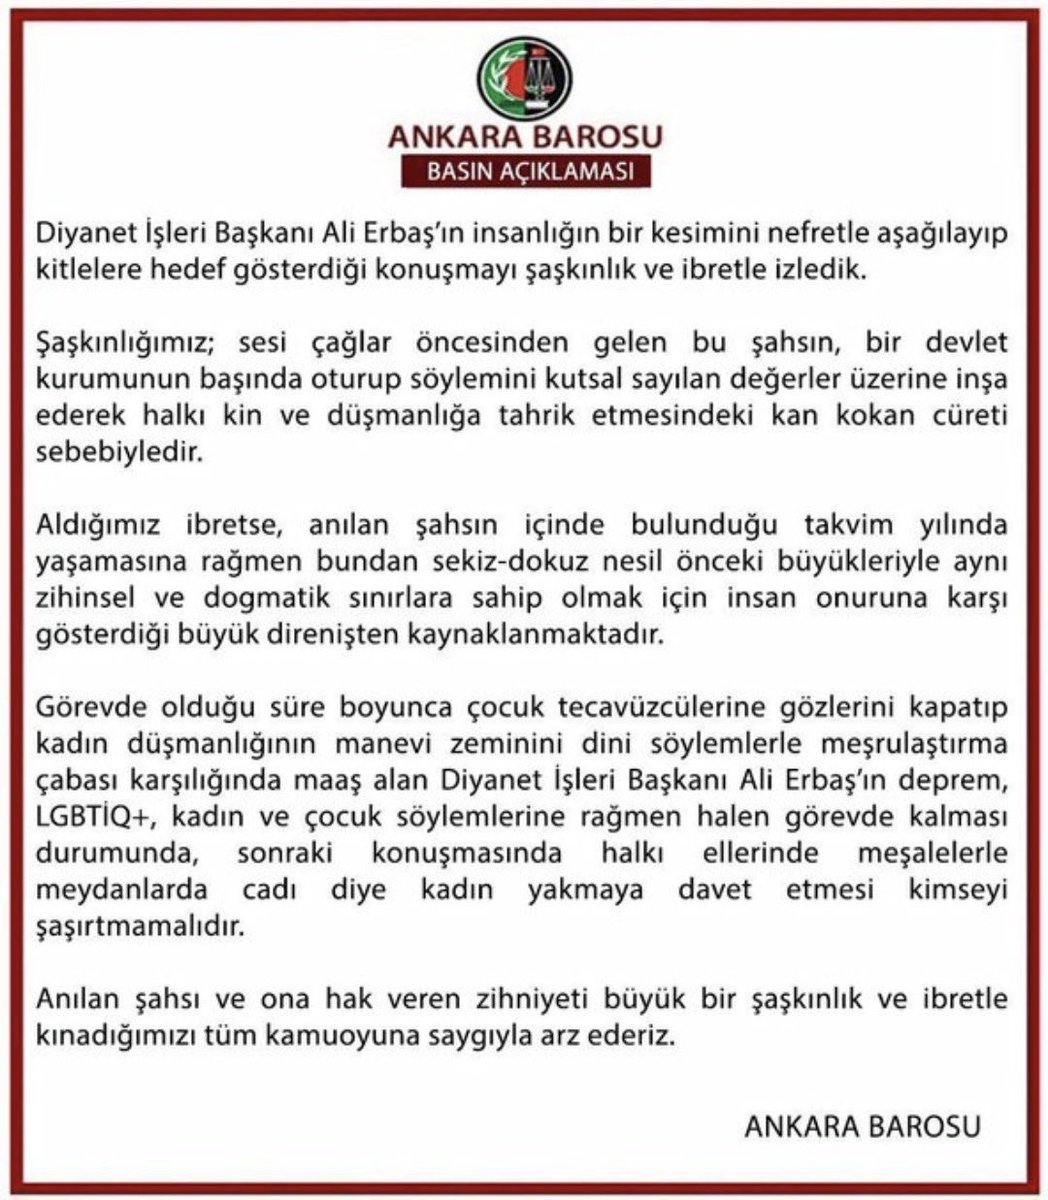 ANKARA BAROSU
BASIN AÇIKLAMASI
Diyanet İşleri Başkanı Ali Erbaş’ın insanlığın bir kesimini nefretle aşağılayıp
kitlelere hedef gösterdiği konuşmayı şaşkınlık ve ibretle izledik.
Şaşkınlığımız; sesi çağlar öncesinden gelen bu şahsın, bir devlet
kurumunun başında oturup söylemini kutsal sayılan değerler üzerine inşa
ederek halkı kin ve düşmanlığa tahrik etmesindeki kan kokan cüreti
sebebiyledir.
Aldığımız ibretse, anılan şahsın içinde bulunduğu takvim yılında
yaşamasına rağmen bundan sekiz-dokuz nesil önceki büyükleriyle aynı
zihinsel ve dogmatik sınırlara sahip olmak için insan onuruna karşı
gösterdiği büyük direnişten kaynaklanmaktadır.
Görevde olduğu süre boyunca çocuk tecavüzcülerine gözlerini kapatıp
kadın düşmanlığının manevi zeminini dini söylemlerle meşrulaştırma
çabası karşılığında maaş alan Diyanet İşleri Başkanı Ali Erbaş’ın deprem,
LGBTİQ+, kadın ve çocuk söylemlerine rağmen halen görevde kalması
durumunda, sonraki konuşmasında halkı ellerinde meşalelerle
meydanlarda cadı diye kadın yakmaya davet etmesi kimseyi
şaşırtmamalıdır.
Anılan şahsı ve ona hak veren zihniyeti büyük bir şaşkınlık ve ibretle
kınadığımızı tüm kamuoyuna saygıyla arz ederiz.
ANKARA BAROSU